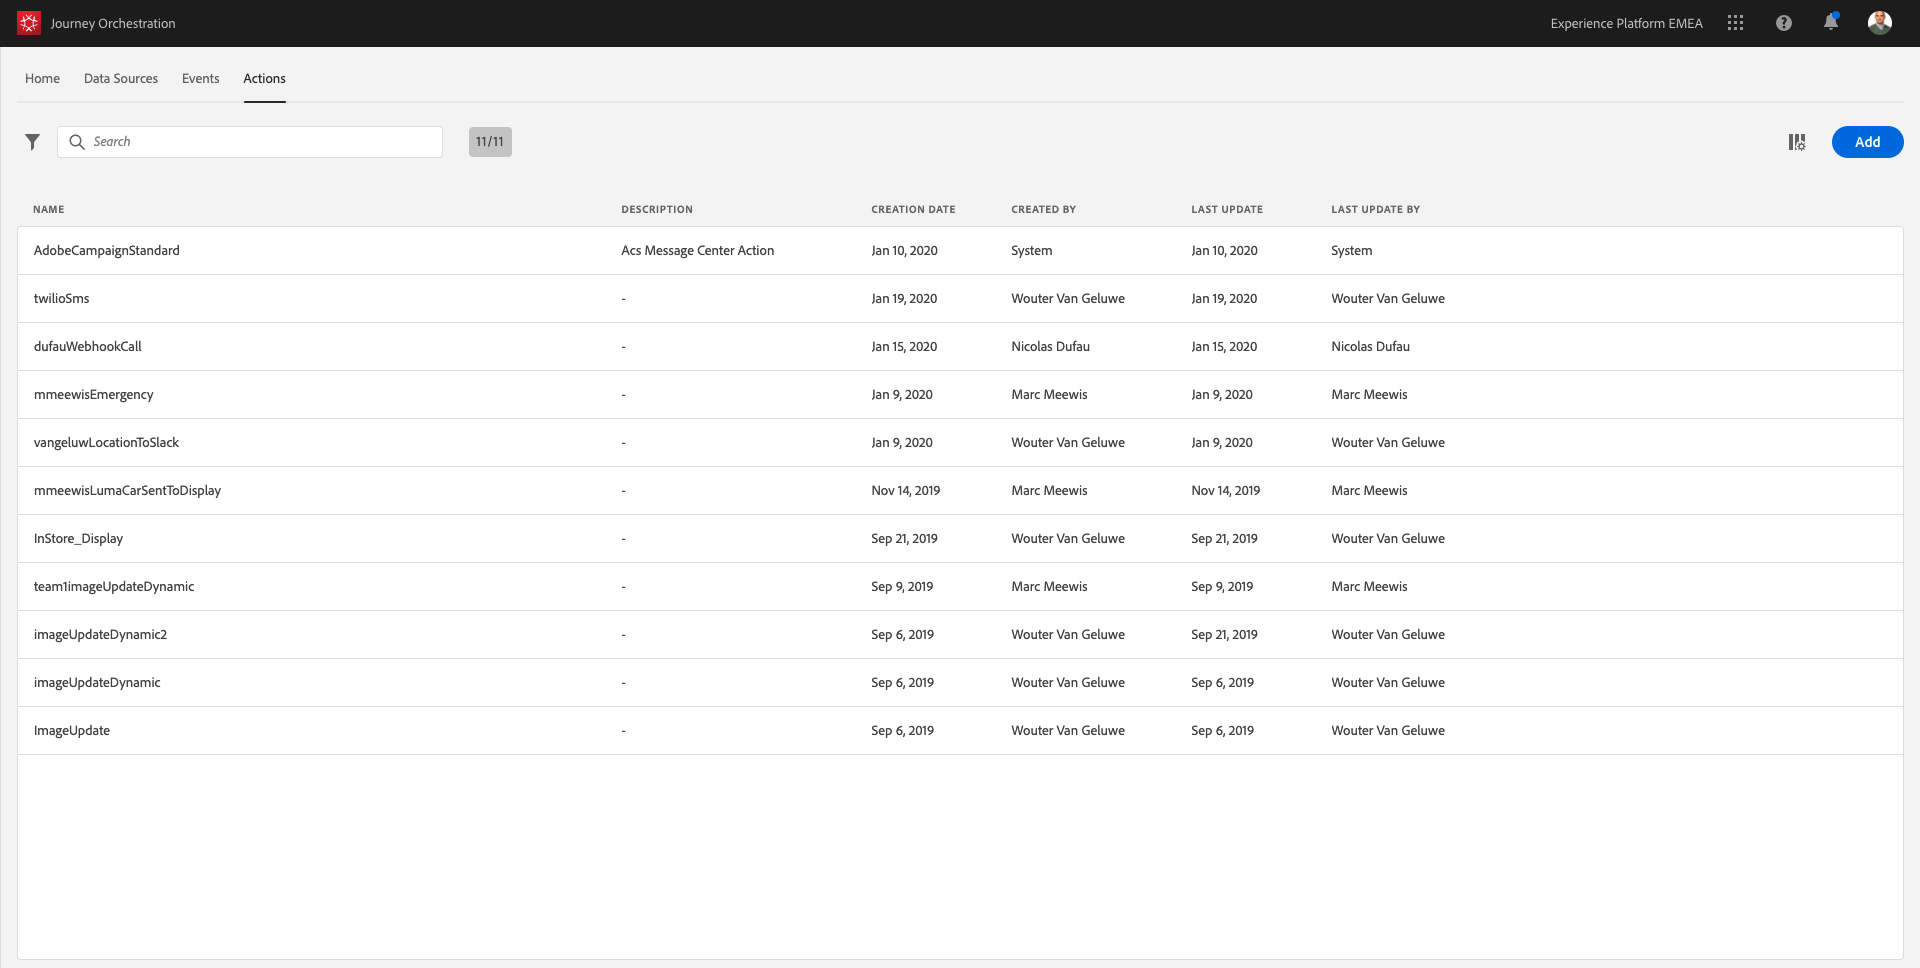 Journey Orchestration Experience Platform EMEA
Home Data Sources Events Actions
Search 11/11 Add
NAME DESCRIPTION CREATION DATE CREATED BY LAST UPDATE LAST UPDATE BY
AdobeCampaignStandard Acs Message Center Action Jan 10, 2020 System Jan 10, 2020 System
twilioSms - Jan 19, 2020 Wouter Van Geluwe Jan 19, 2020 Wouter Van Geluwe
dufauWebhookCall - Jan 15, 2020 Nicolas Dufau Jan 15, 2020 Nicolas Dufau
mmeewisEmergency - Jan 9, 2020 Marc Meewis Jan 9, 2020 Marc Meewis
vangeluwLocationToSlack - Jan 9, 2020 Wouter Van Geluwe Jan 9, 2020 Wouter Van Geluwe
mmeewisLumaCarSentToDisplay - Nov 14, 2019 Marc Meewis Nov 14, 2019 Marc Meewis
InStore_Display - Sep 21, 2019 Wouter Van Geluwe Sep 21, 2019 Wouter Van Geluwe
team1imageUpdateDynamic - Sep 9, 2019 Marc Meewis Sep 9, 2019 Marc Meewis
imageUpdateDynamic2 - Sep 6, 2019 Wouter Van Geluwe Sep 21, 2019 Wouter Van Geluwe
imageUpdateDynamic - Sep 6, 2019 Wouter Van Geluwe Sep 6, 2019 Wouter Van Geluwe
ImageUpdate - Sep 6, 2019 Wouter Van Geluwe Sep 6, 2019 Wouter Van Geluwe